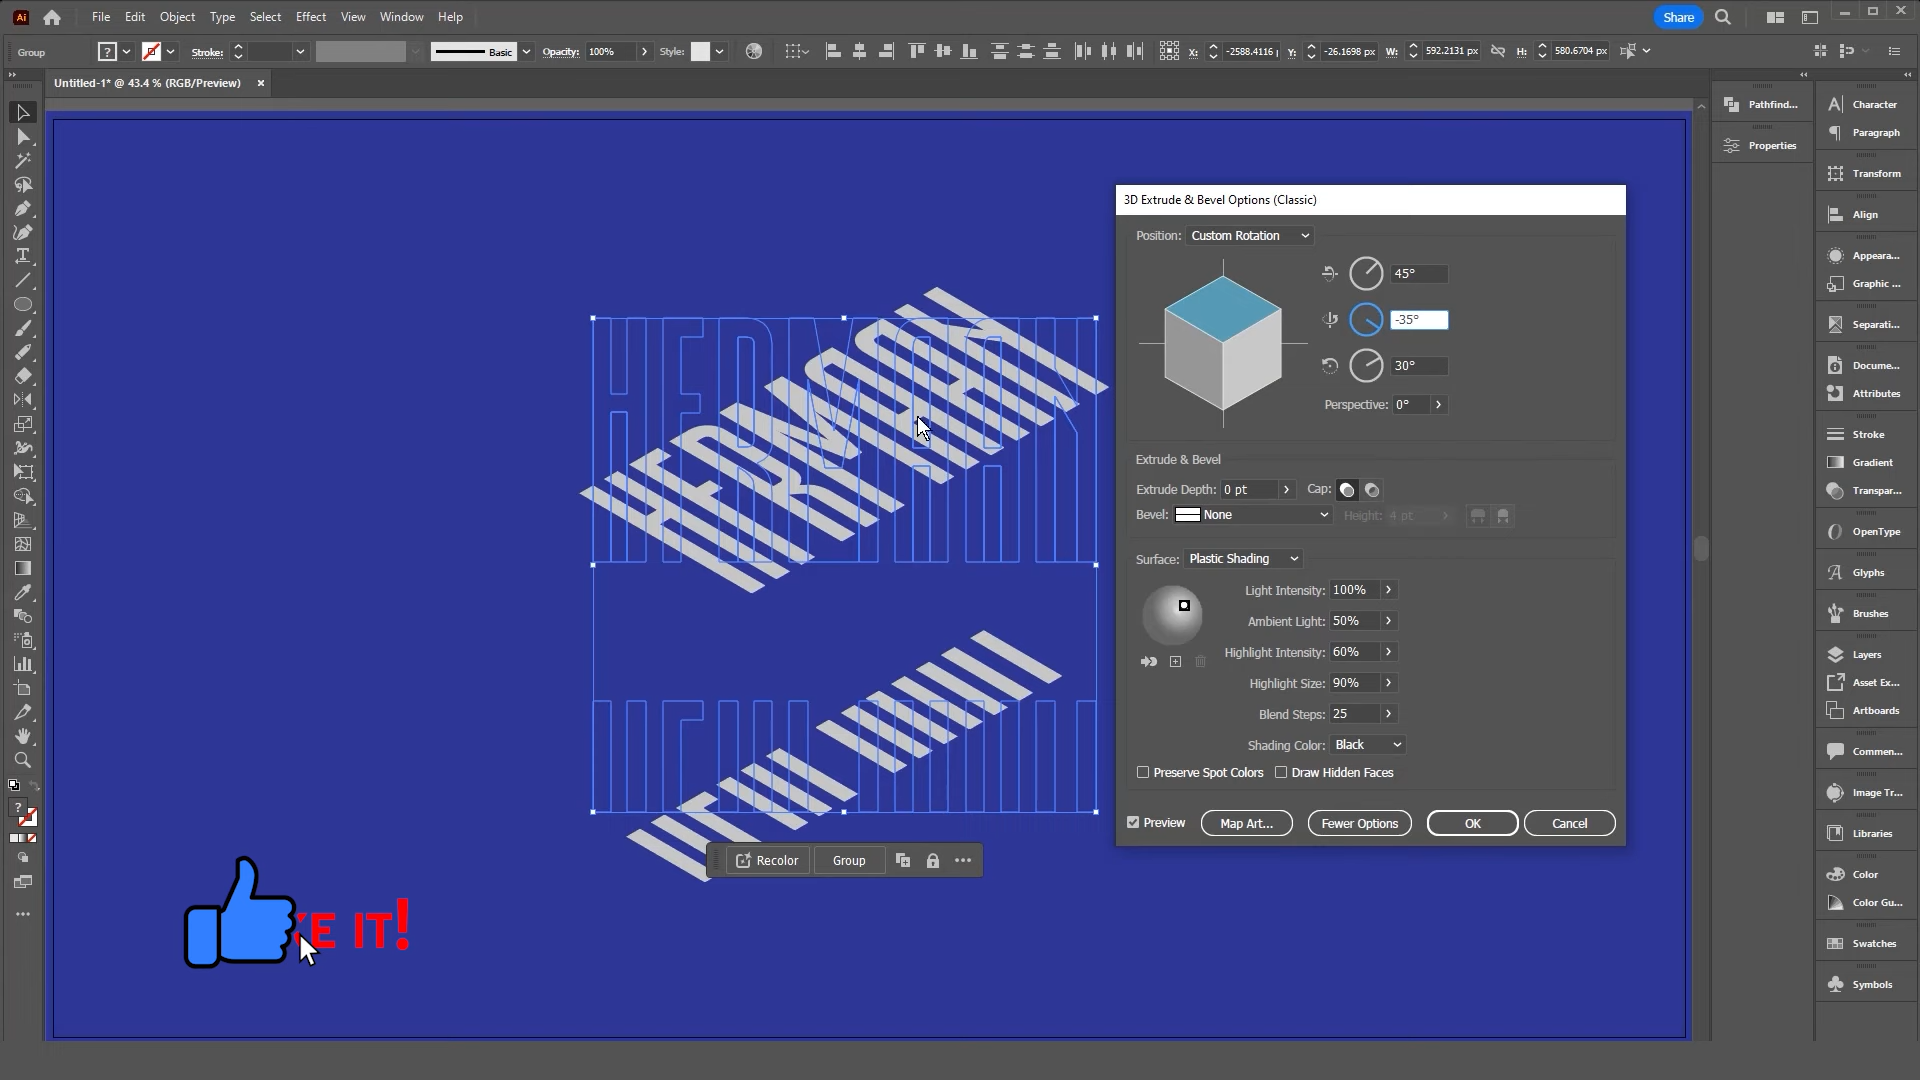 Ai File Edit Object Type Select Effect View Window Help Share
Group ? Stroke: Basic Opacity: 100% Style: X: -2588.4116 Y: -26.1698 px W: 592.2131 px H: 580.6704 px
Untitled-1* @ 43.4 % (RGB/Preview) ×
Pathfind...
Properties
Character
Paragraph
Transform
Align
Appeara...
Graphic ...
Separati...
Docume...
Attributes
Stroke
Gradient
Transpar...
OpenType
Glyphs
Brushes
Layers
Asset Ex...
Artboards
Commen...
Image Tr...
Libraries
Color
Color Gu...
Swatches
Symbols
3D Extrude & Bevel Options (Classic)
Position: Custom Rotation
45°
-35°
30°
Perspective: 0°
Extrude & Bevel
Extrude Depth: 0 pt Cap:
Bevel: None Height: 4 pt
Surface: Plastic Shading
Light Intensity: 100%
Ambient Light: 50%
Highlight Intensity: 60%
Highlight Size: 90%
Blend Steps: 25
Shading Color: Black
Preserve Spot Colors Draw Hidden Faces
Preview Map Art... Fewer Options OK Cancel
Recolor Group
KE IT!